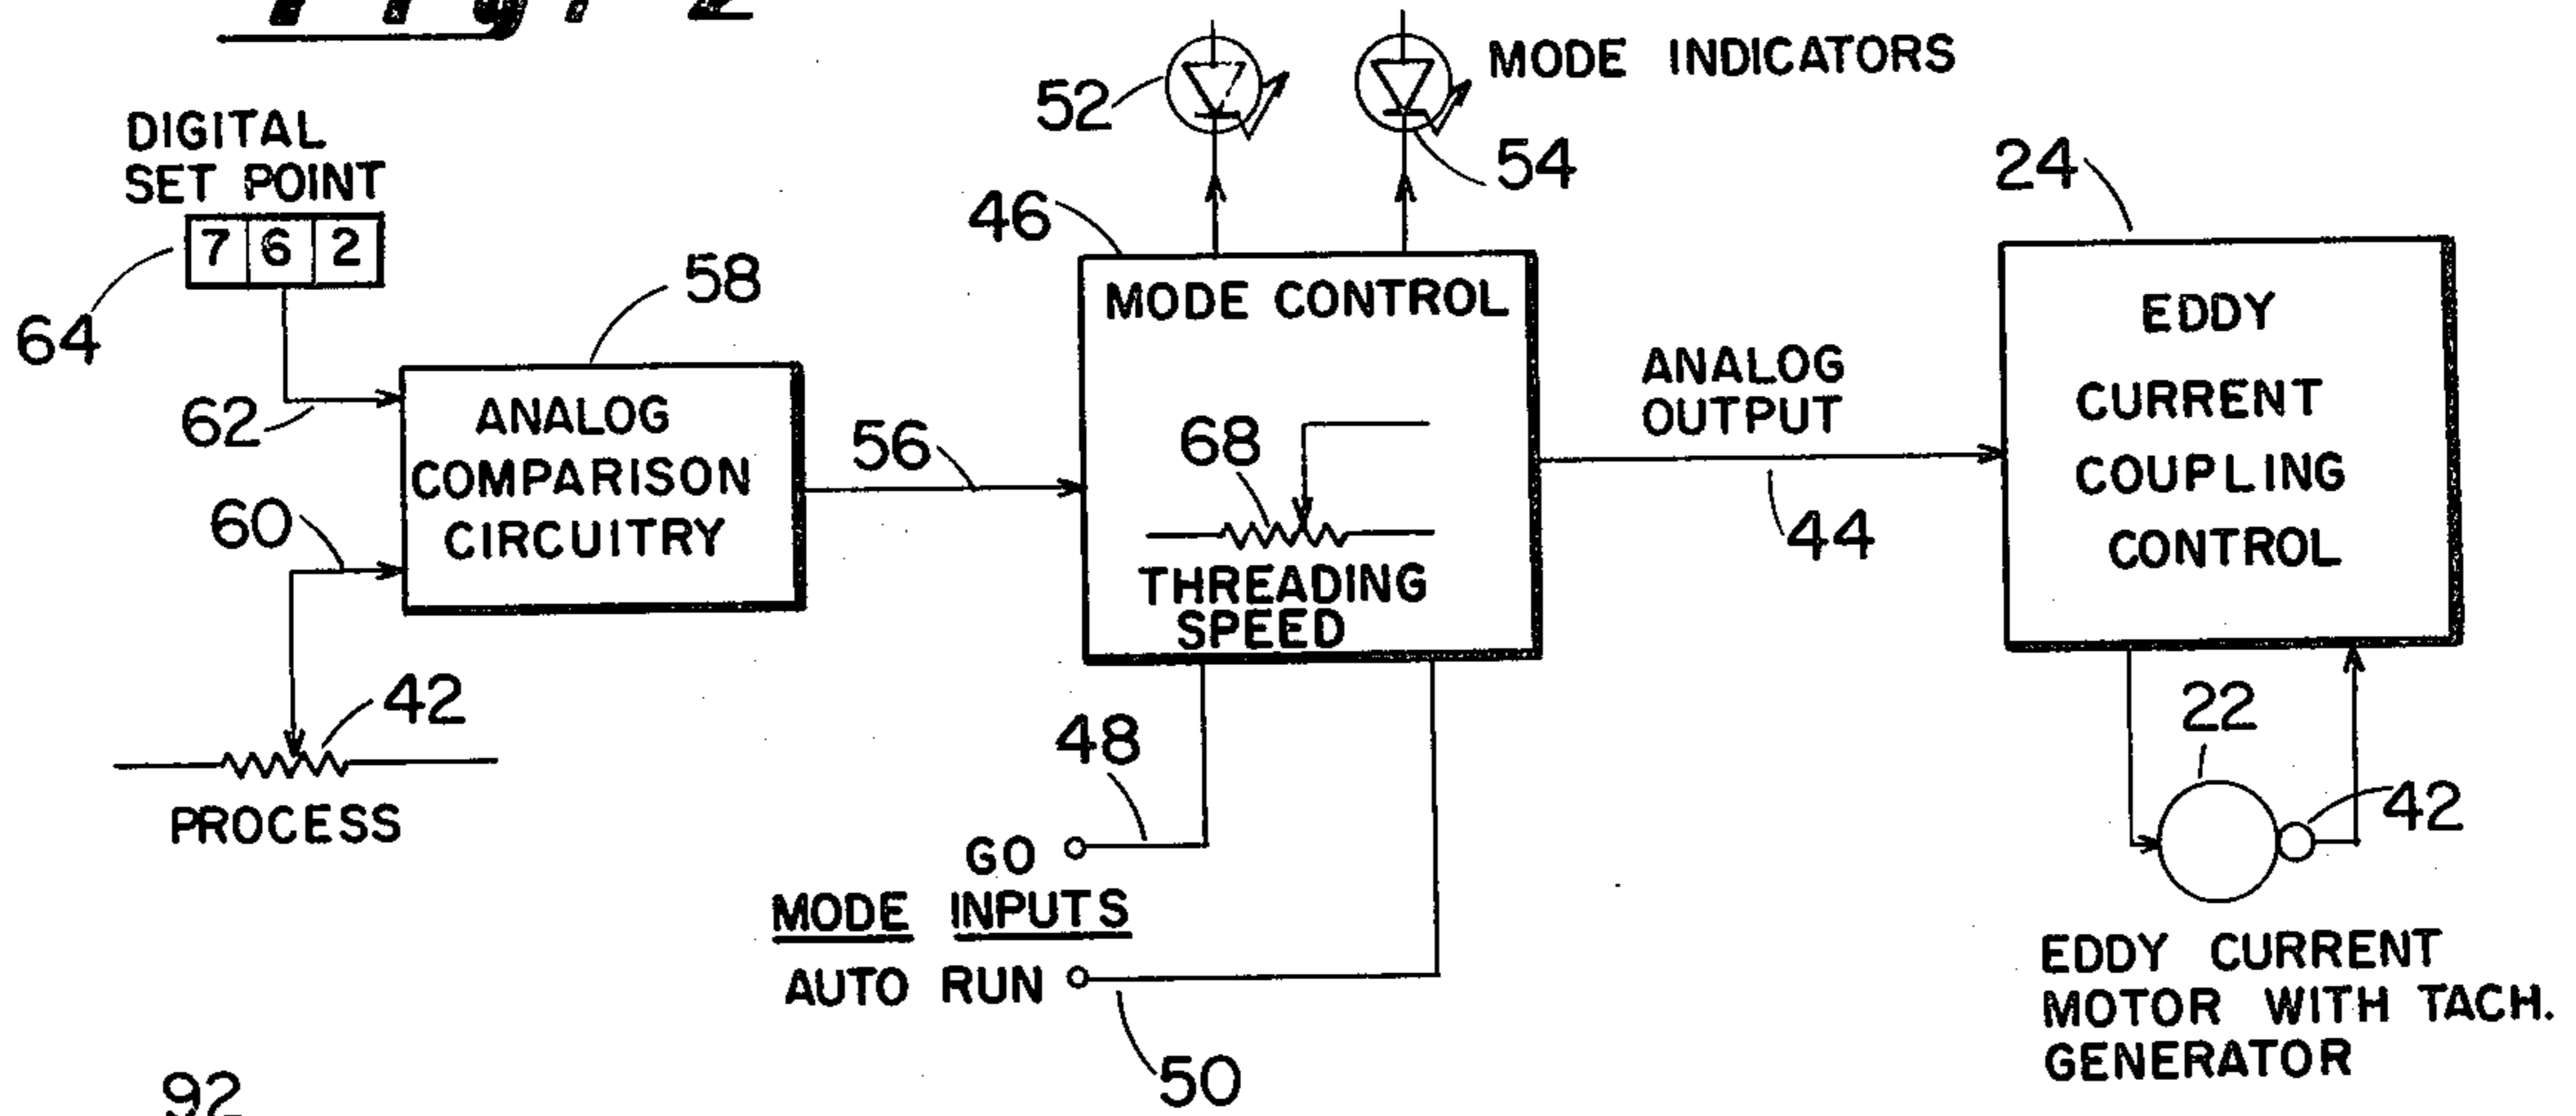 Fig. 2
DIGITAL
SET POINT
7 6 2
64
62
58
ANALOG
COMPARISON
CIRCUITRY
60
42
PROCESS
56
52
54
MODE INDICATORS
46
MODE CONTROL
68
THREADING
SPEED
48
GO
MODE INPUTS
AUTO RUN
50
ANALOG
OUTPUT
44
24
EDDY
CURRENT
COUPLING
CONTROL
22
42
EDDY CURRENT
MOTOR WITH TACH.
GENERATOR
92